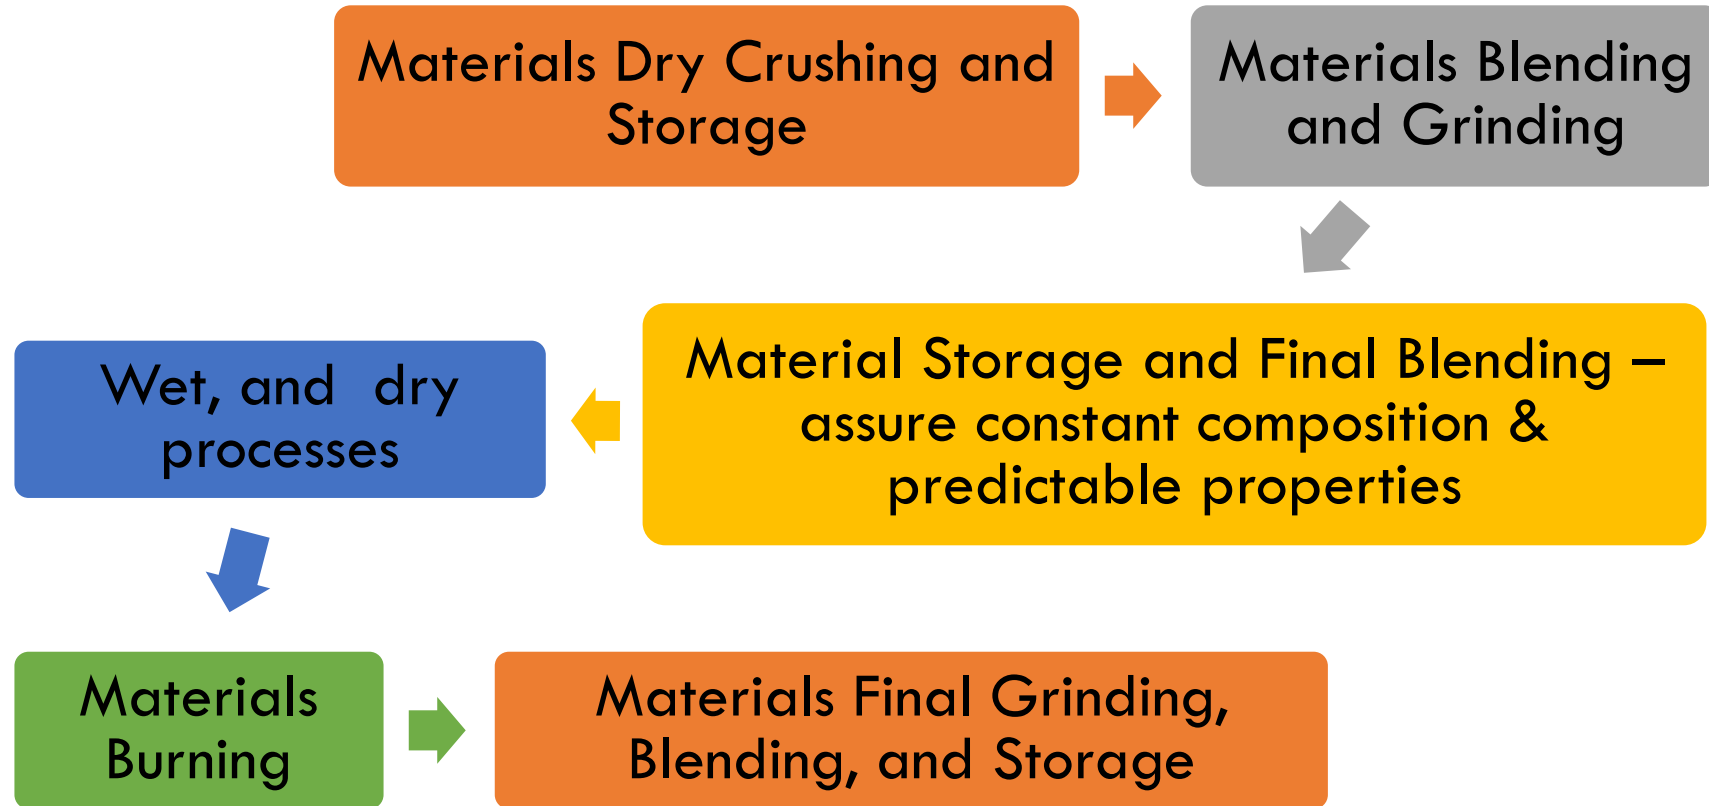 Materials Dry Crushing and
Storage
Materials Blending
and Grinding
Material Storage and Final Blending –
assure constant composition &
predictable properties
Wet, and  dry
processes
Materials
Burning
Materials Final Grinding,
Blending, and Storage